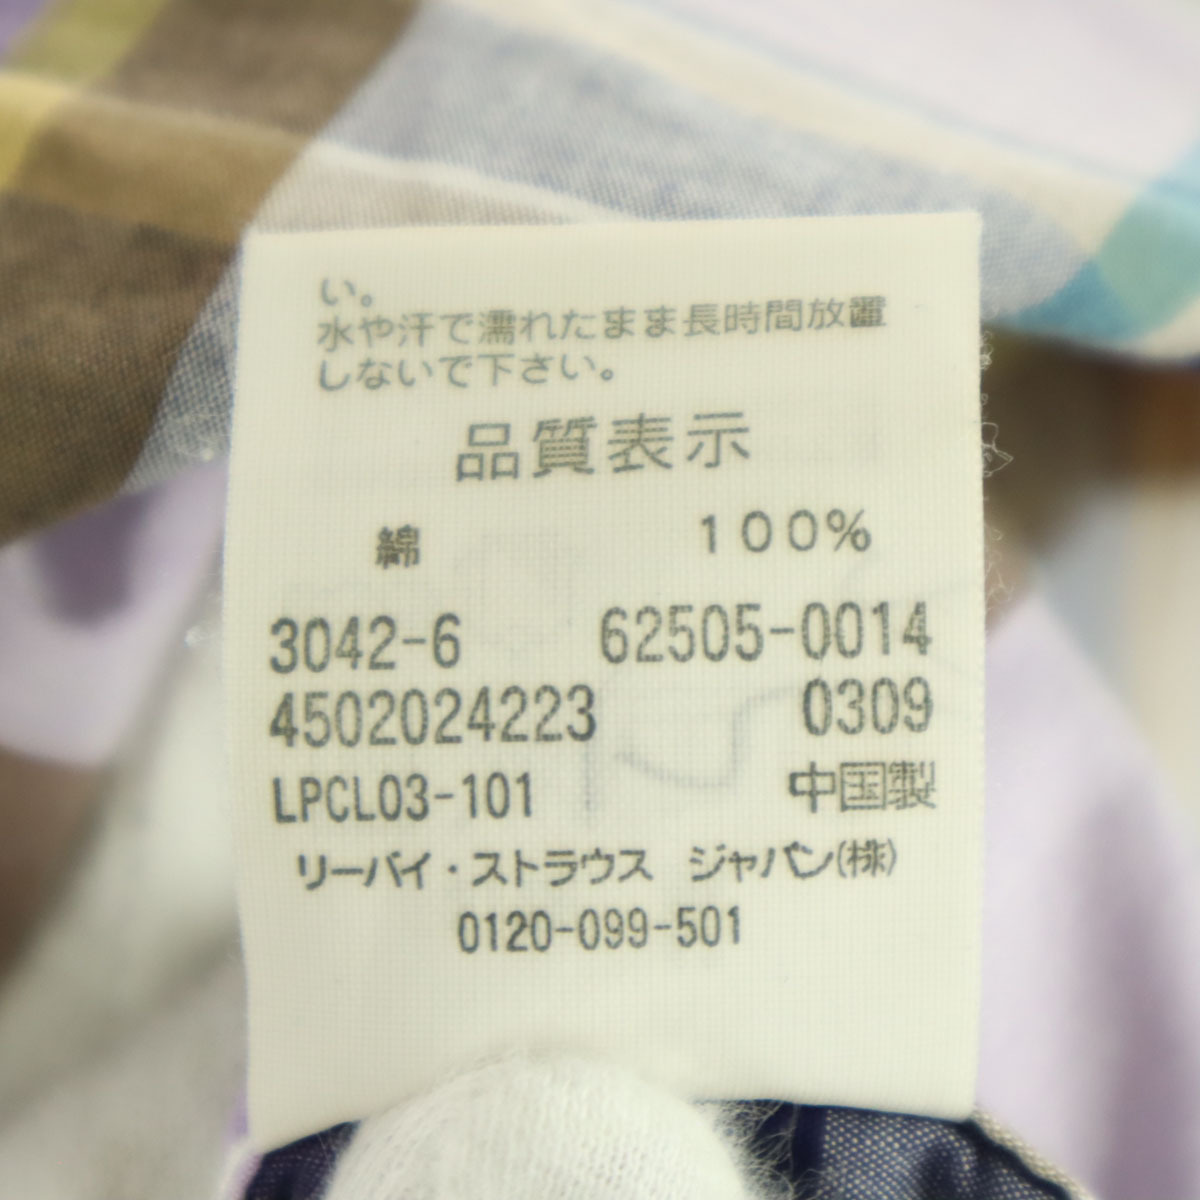 い。
水や汗で濡れたまま長時間放置
しないで下さい。
品質表示
綿 100%
3042-6 62505-0014
4502024223 0309
LPCL03-101 中国製
リーバイ・ストラウス ジャパン(株)
0120-099-501